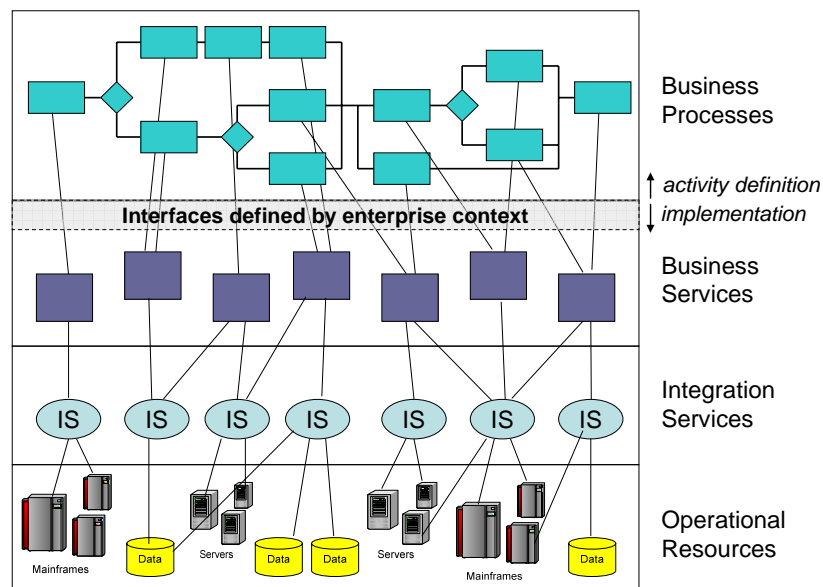 Business
Processes
activity definition
Interfaces defined by enterprise context
implementation
Business
Services
IS
IS
IS
IS
IS
IS
IS
Integration
Services
Operational
Resources
Data
Servers
Data
Data
Servers
Data
Mainframes
Mainframes